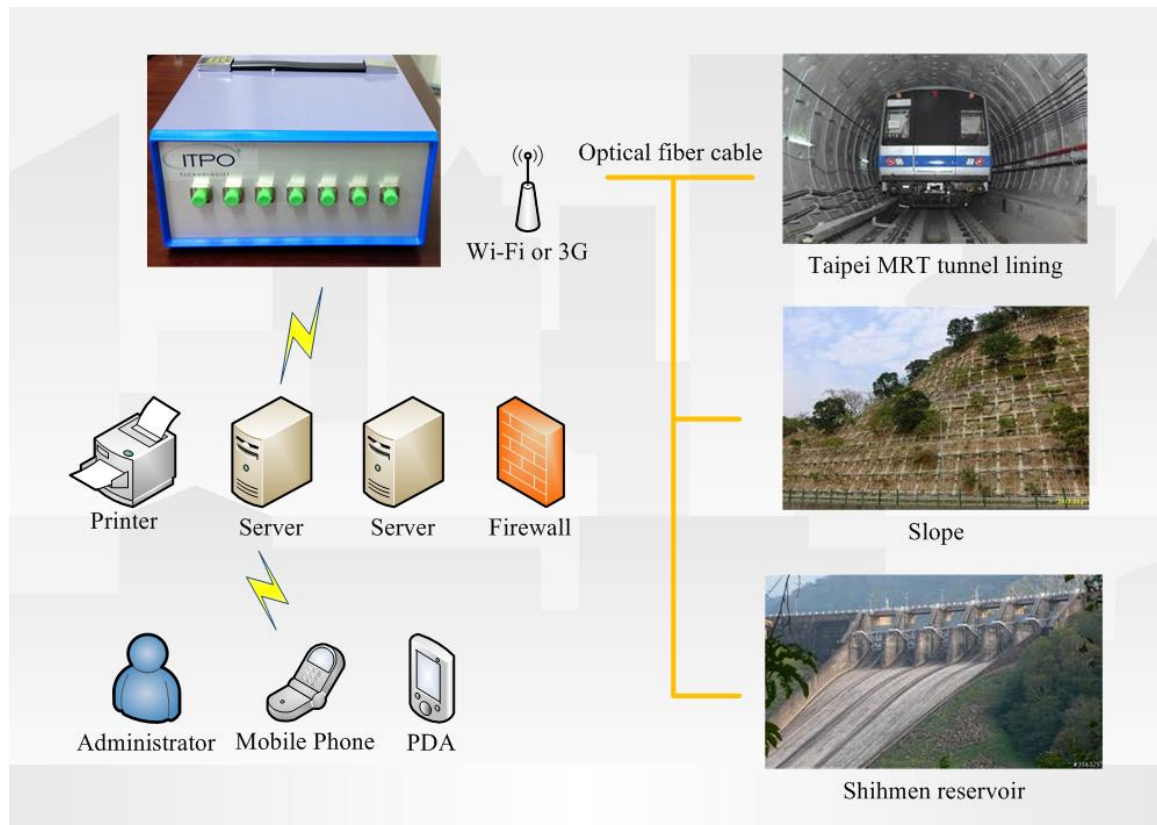 ITPO
technologies
Optical fiber cable
Wi-Fi or 3G
Taipei MRT tunnel lining
Printer
Server
Server
Firewall
Slope
Administrator
Mobile Phone
PDA
Shihmen reservoir